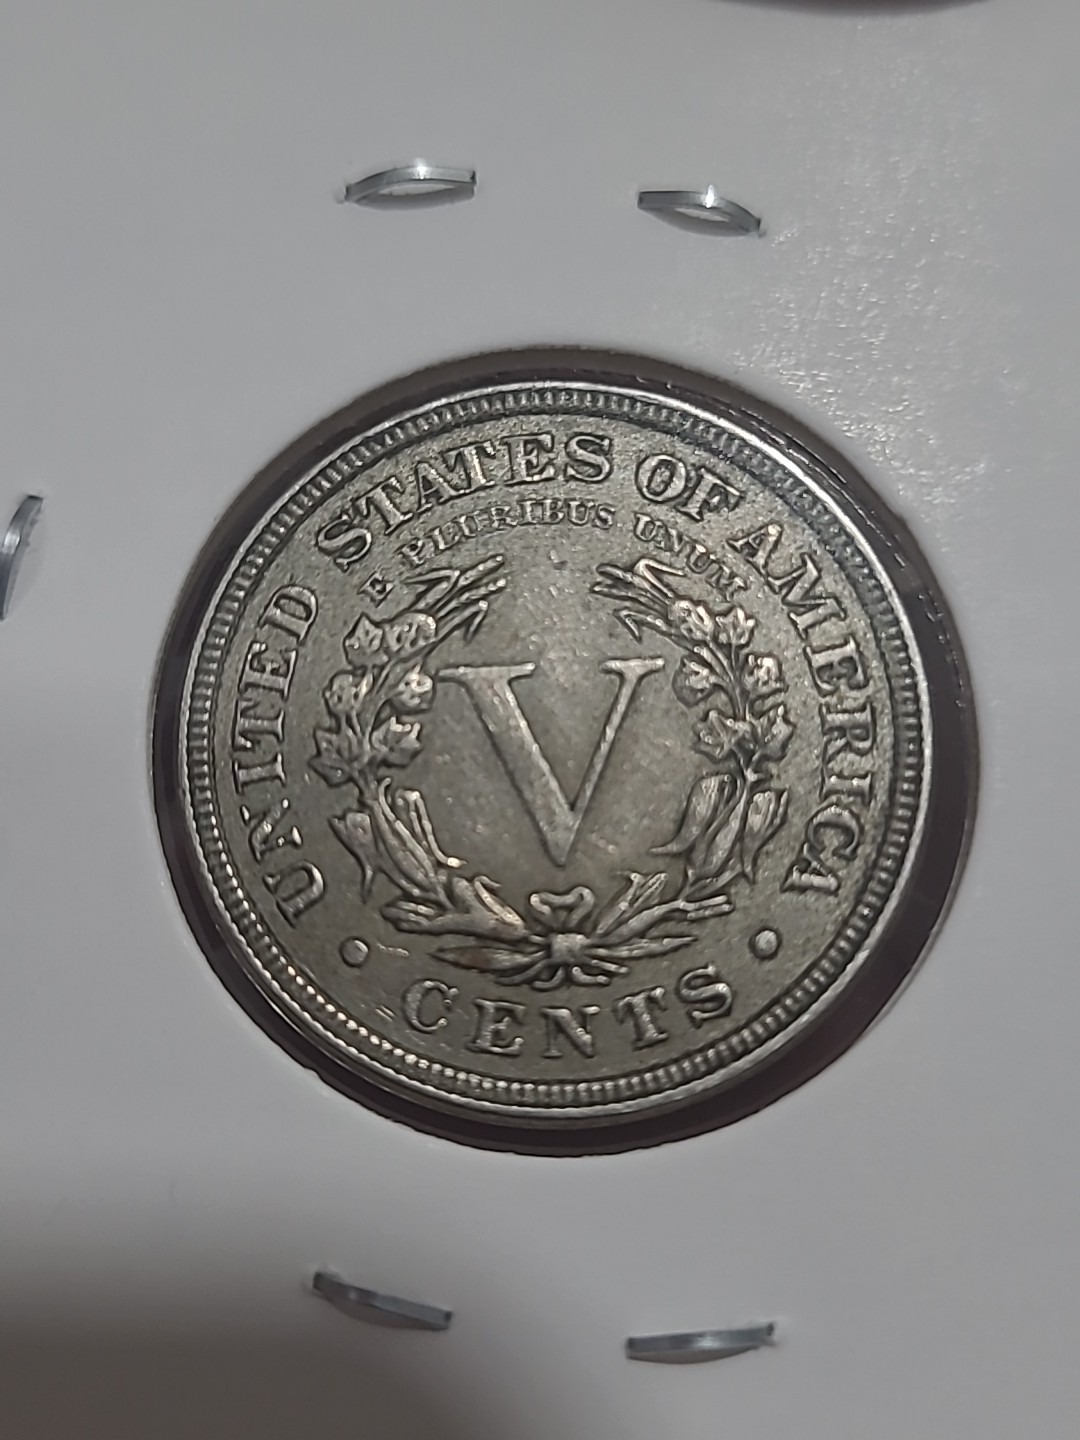 UNITED STATES OF AMERICA
E PLURIBUS UNUM
V
• CENTS •